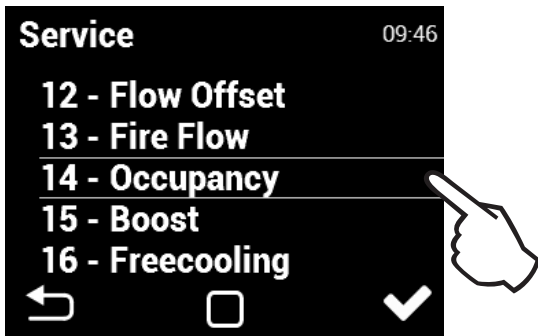 Service 09:46
12 - Flow Offset
13 - Fire Flow
14 - Occupancy
15 - Boost
16 - Freecooling